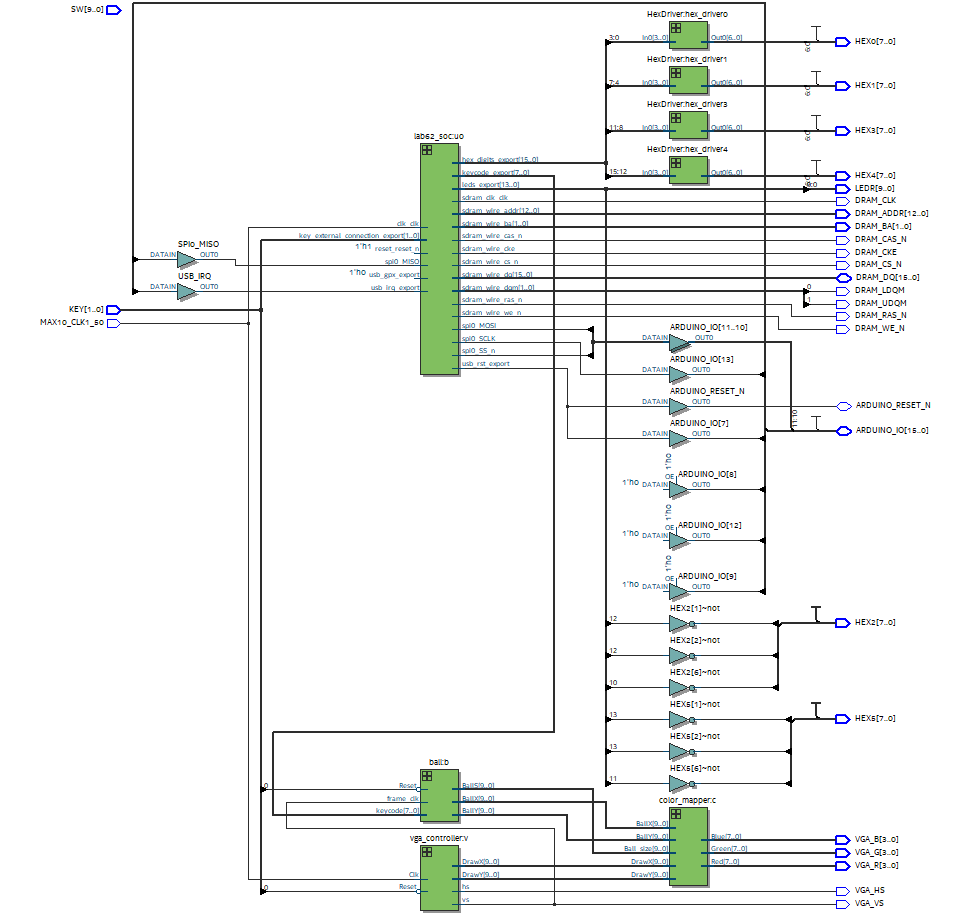 SW[9..0]
HexDriver:hex_driver0
3:0
In0[3..0]
Out0[6..0]
6:0
HEX0[7..0]
HexDriver:hex_driver1
7:4
In0[3..0]
Out0[6..0]
6:0
HEX1[7..0]
HexDriver:hex_driver3
11:8
In0[3..0]
Out0[6..0]
6:0
HEX3[7..0]
HexDriver:hex_driver4
15:12
In0[3..0]
Out0[6..0]
HEX4[7..0]
9:0
LEDR[9..0]
lab62_soc:u0
hex_digits_export[15..0]
keycode_export[7..0]
leds_export[13..0]
sdram_clk_clk
DRAM_CLK
sdram_wire_addr[12..0]
DRAM_ADDR[12..0]
clk_clk
sdram_wire_ba[1..0]
DRAM_BA[1..0]
key_external_connection_export[1..0]
sdram_wire_cas_n
DRAM_CAS_N
1'h1
reset_reset_n
sdram_wire_cke
DRAM_CKE
spi0_MISO
sdram_wire_cs_n
DRAM_CS_N
1'h0
usb_gpx_export
sdram_wire_dq[15..0]
DRAM_DQ[15..0]
usb_irq_export
sdram_wire_dqm[1..0]
0
DRAM_LDQM
sdram_wire_ras_n
1
DRAM_UDQM
sdram_wire_we_n
DRAM_RAS_N
spi0_MOSI
DRAM_WE_N
spi0_SCLK
spi0_SS_n
usb_rst_export
SPI0_MISO
DATAIN
OUT0
USB_IRQ
DATAIN
OUT0
KEY[1..0]
MAX10_CLK1_50
ARDUINO_IO[11~10]
DATAIN
OUT0
ARDUINO_IO[13]
DATAIN
OUT0
ARDUINO_RESET_N
DATAIN
OUT0
ARDUINO_RESET_N
ARDUINO_IO[7]
DATAIN
OUT0
11:10
ARDUINO_IO[15..0]
1'h0
OE
ARDUINO_IO[8]
1'h0
DATAIN
OUT0
1'h0
OE
ARDUINO_IO[12]
1'h0
DATAIN
OUT0
1'h0
OE
ARDUINO_IO[9]
1'h0
DATAIN
OUT0
HEX2[1]~not
12
HEX2[7..0]
HEX2[2]~not
12
HEX2[6]~not
10
HEX5[1]~not
13
HEX5[7..0]
HEX5[2]~not
13
HEX5[6]~not
11
ball:b
0
Reset
frame_clk
keycode[7..0]
BallS[9..0]
BallX[9..0]
BallY[9..0]
color_mapper:c
BallX[9..0]
BallY[9..0]
Ball_size[9..0]
DrawX[9..0]
DrawY[9..0]
Blue[7..0]
Green[7..0]
Red[7..0]
VGA_B[3..0]
VGA_G[3..0]
VGA_R[3..0]
vga_controller:v
Clk
0
Reset
DrawX[9..0]
DrawY[9..0]
hs
vs
VGA_HS
VGA_VS